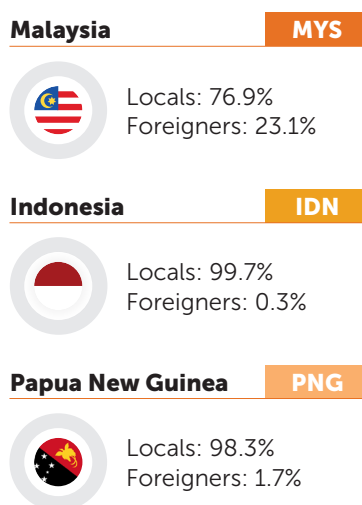 Malaysia MYS
Locals: 76.9%
Foreigners: 23.1%
Indonesia IDN
Locals: 99.7%
Foreigners: 0.3%
Papua New Guinea PNG
Locals: 98.3%
Foreigners: 1.7%